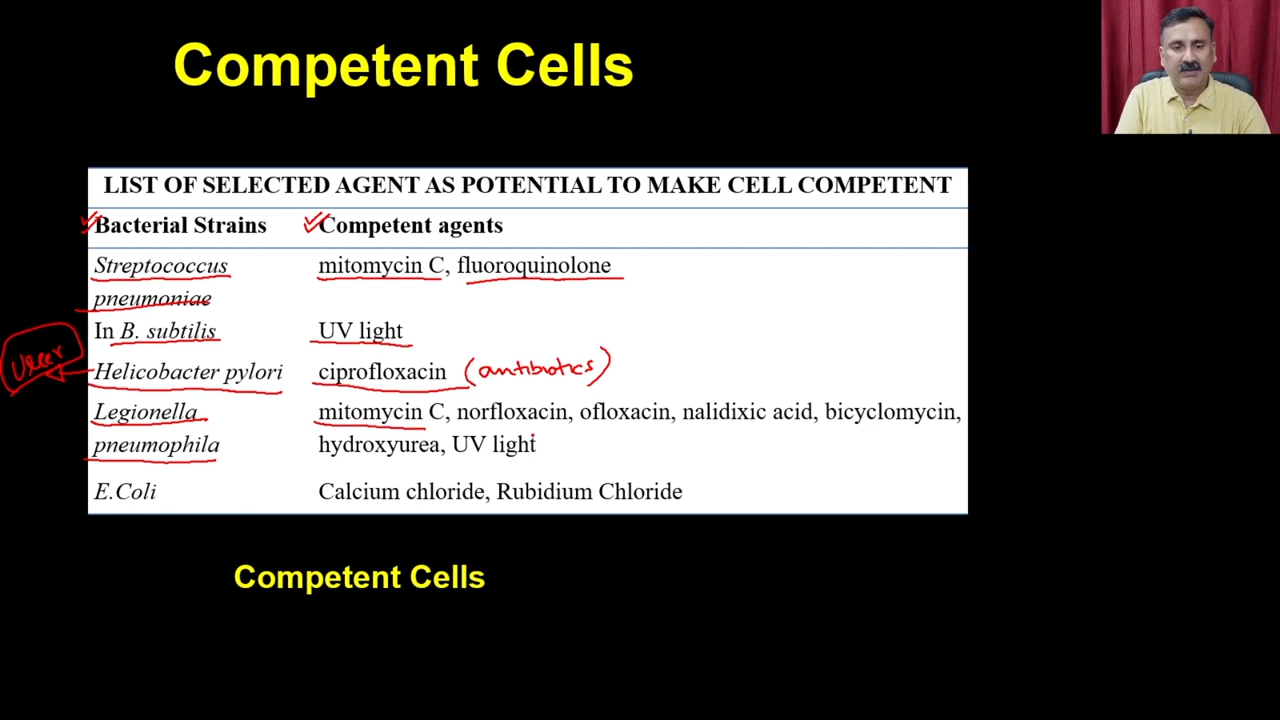 Competent Cells
LIST OF SELECTED AGENT AS POTENTIAL TO MAKE CELL COMPETENT
Bacterial Strains Competent agents
Streptococcus mitomycin C, fluoroquinolone
pneumoniae
In B. subtilis UV light
Ulcer Helicobacter pylori ciprofloxacin (antibiotics)
Legionella mitomycin C, norfloxacin, ofloxacin, nalidixic acid, bicyclomycin,
pneumophila hydroxyurea, UV light
E.Coli Calcium chloride, Rubidium Chloride
Competent Cells